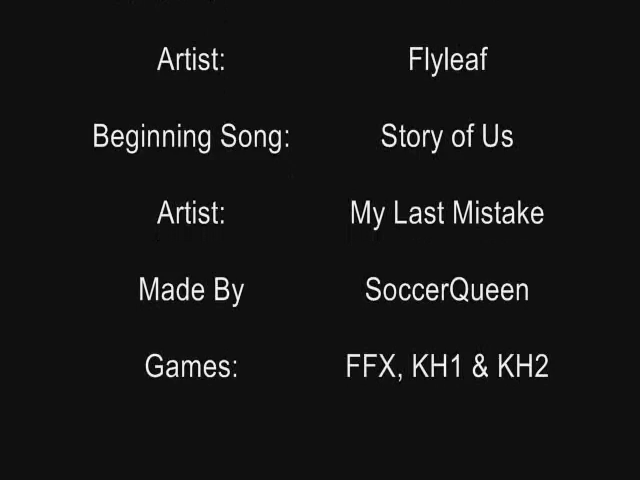 Artist: Flyleaf
Beginning Song: Story of Us
Artist: My Last Mistake
Made By SoccerQueen
Games: FFX, KH1 & KH2